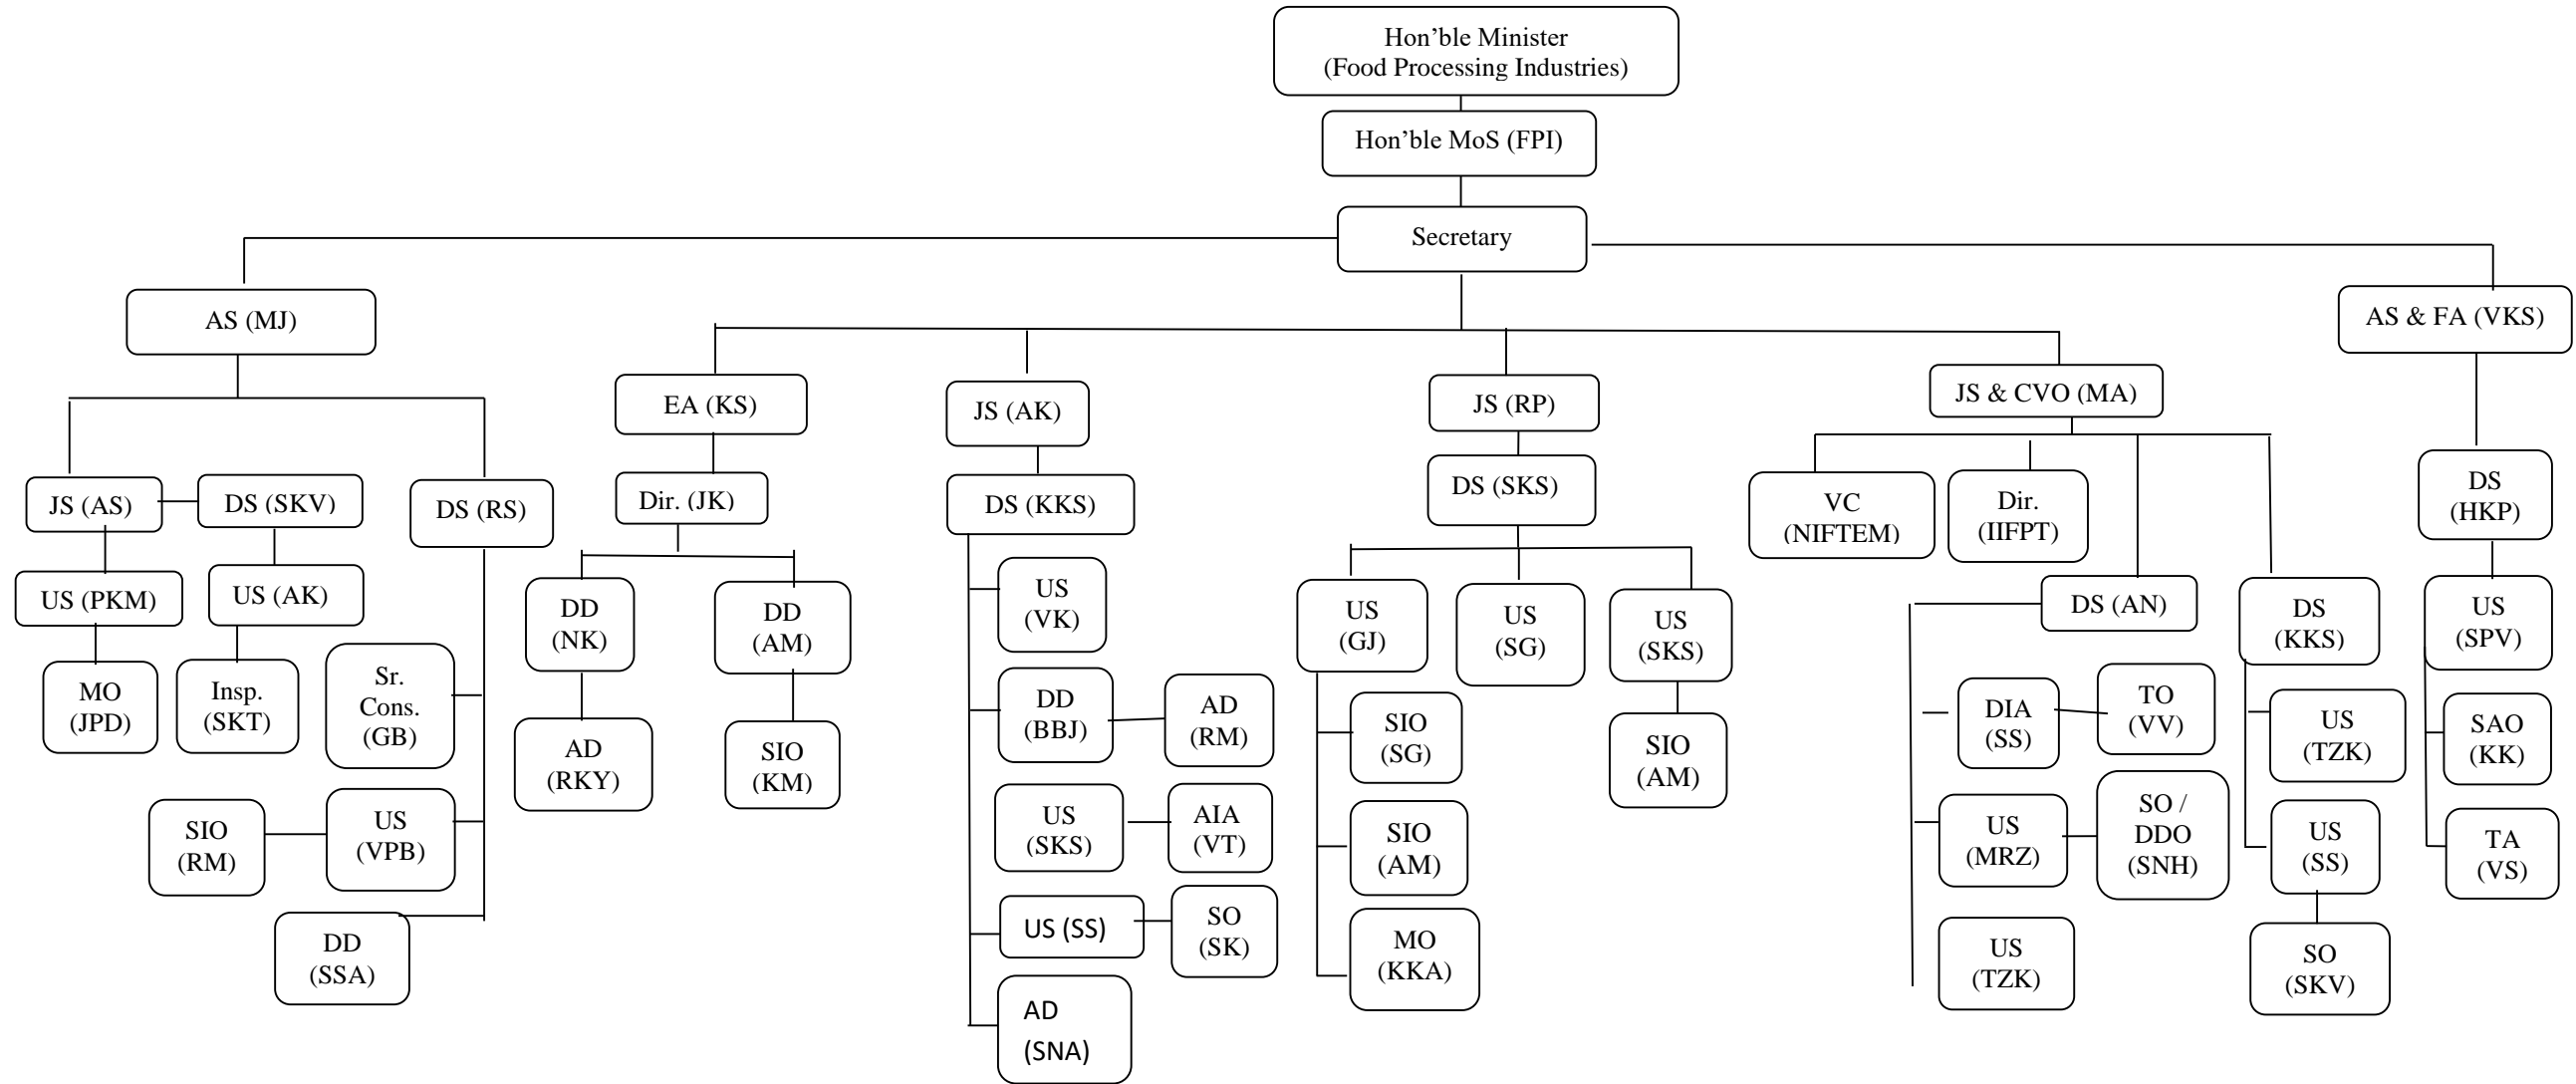 Hon'ble Minister
(Food Processing Industries)
Hon'ble MoS (FPI)
Secretary
AS (MJ)
AS & FA (VKS)
EA (KS)
JS (AK)
JS (RP)
JS & CVO (MA)
JS (AS)
DS (SKV)
DS (RS)
Dir. (JK)
DS (KKS)
DS (SKS)
VC
(NIFTEM)
Dir.
(IIFPT)
DS
(HKP)
US (PKM)
US (AK)
MO
(JPD)
Insp.
(SKT)
Sr.
Cons.
(GB)
SIO
(RM)
US
(VPB)
DD
(SSA)
DD
(NK)
DD
(AM)
AD
(RKY)
SIO
(KM)
US
(VK)
DD
(BBJ)
AD
(RM)
US
(SKS)
AIA
(VT)
US (SS)
SO
(SK)
AD
(SNA)
US
(GJ)
US
(SG)
US
(SKS)
SIO
(SG)
SIO
(AM)
SIO
(AM)
MO
(KKA)
DS (AN)
DS
(KKS)
DIA
(SS)
TO
(VV)
US
(MRZ)
SO /
DDO
(SNH)
US
(TZK)
US
(TZK)
US
(SS)
SO
(SKV)
US
(SPV)
SAO
(KK)
TA
(VS)